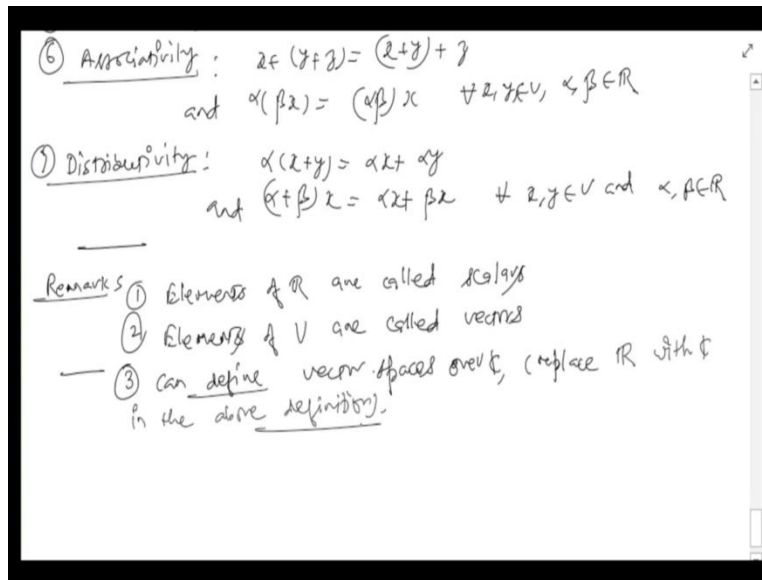 ⑥ Associativity : x+(y+z) = (x+y)+z
and α(βx) = (αβ)x ∀ x,y∈V, α,β∈ℝ
⑦ Distributivity : α(x+y) = αx+ αy
and (α+β)x = αx+ βx ∀ x,y∈V and α,β∈ℝ
Remarks ① Elements of ℝ are called scalars
② Elements of V are called vectors
③ can define vector spaces over ℂ, (replace ℝ with ℂ
in the above definition).